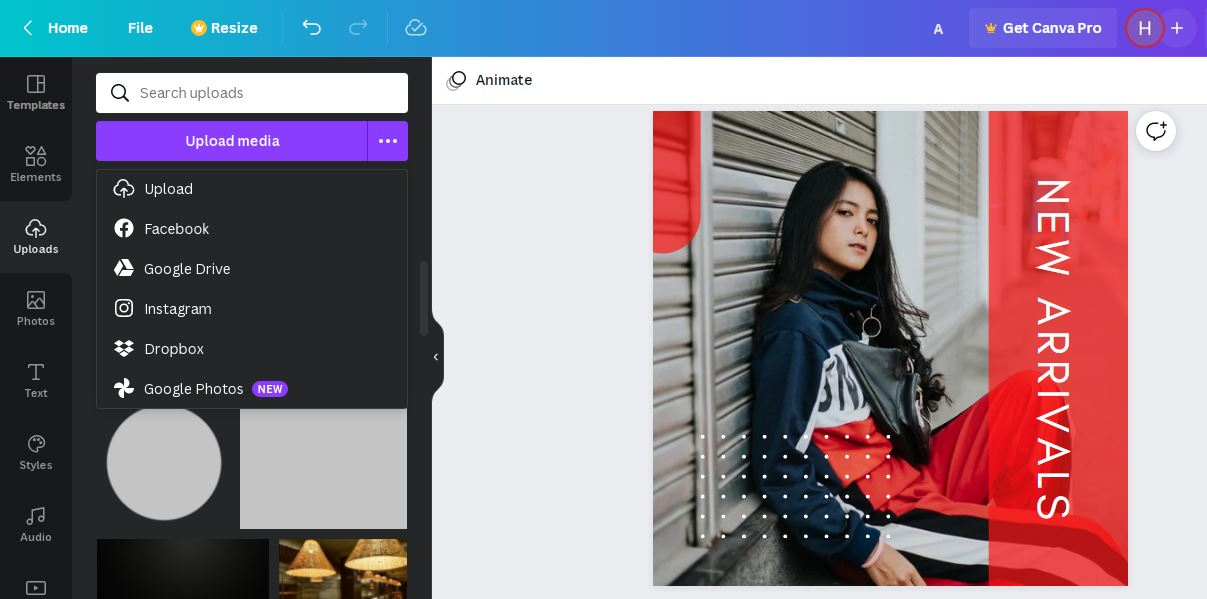 Home
File
Resize
A
Get Canva Pro
H
Templates
Elements
Uploads
Photos
Text
Styles
Audio
Search uploads
Upload media
Upload
Facebook
Google Drive
Instagram
Dropbox
Google Photos NEW
Animate
NEW ARRIVALS